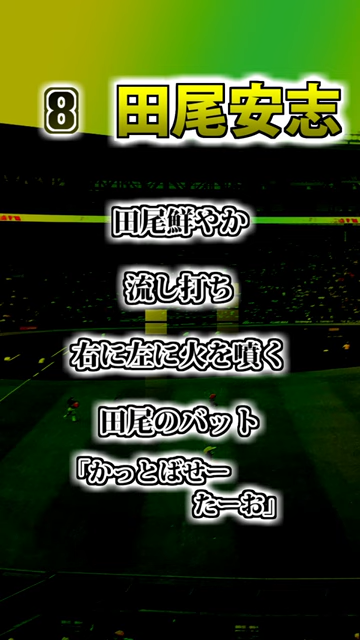 8 田尾安志
田尾鮮やか
流し打ち
右に左に火を噴く
田尾のバット
『かっとばせー
たーお』